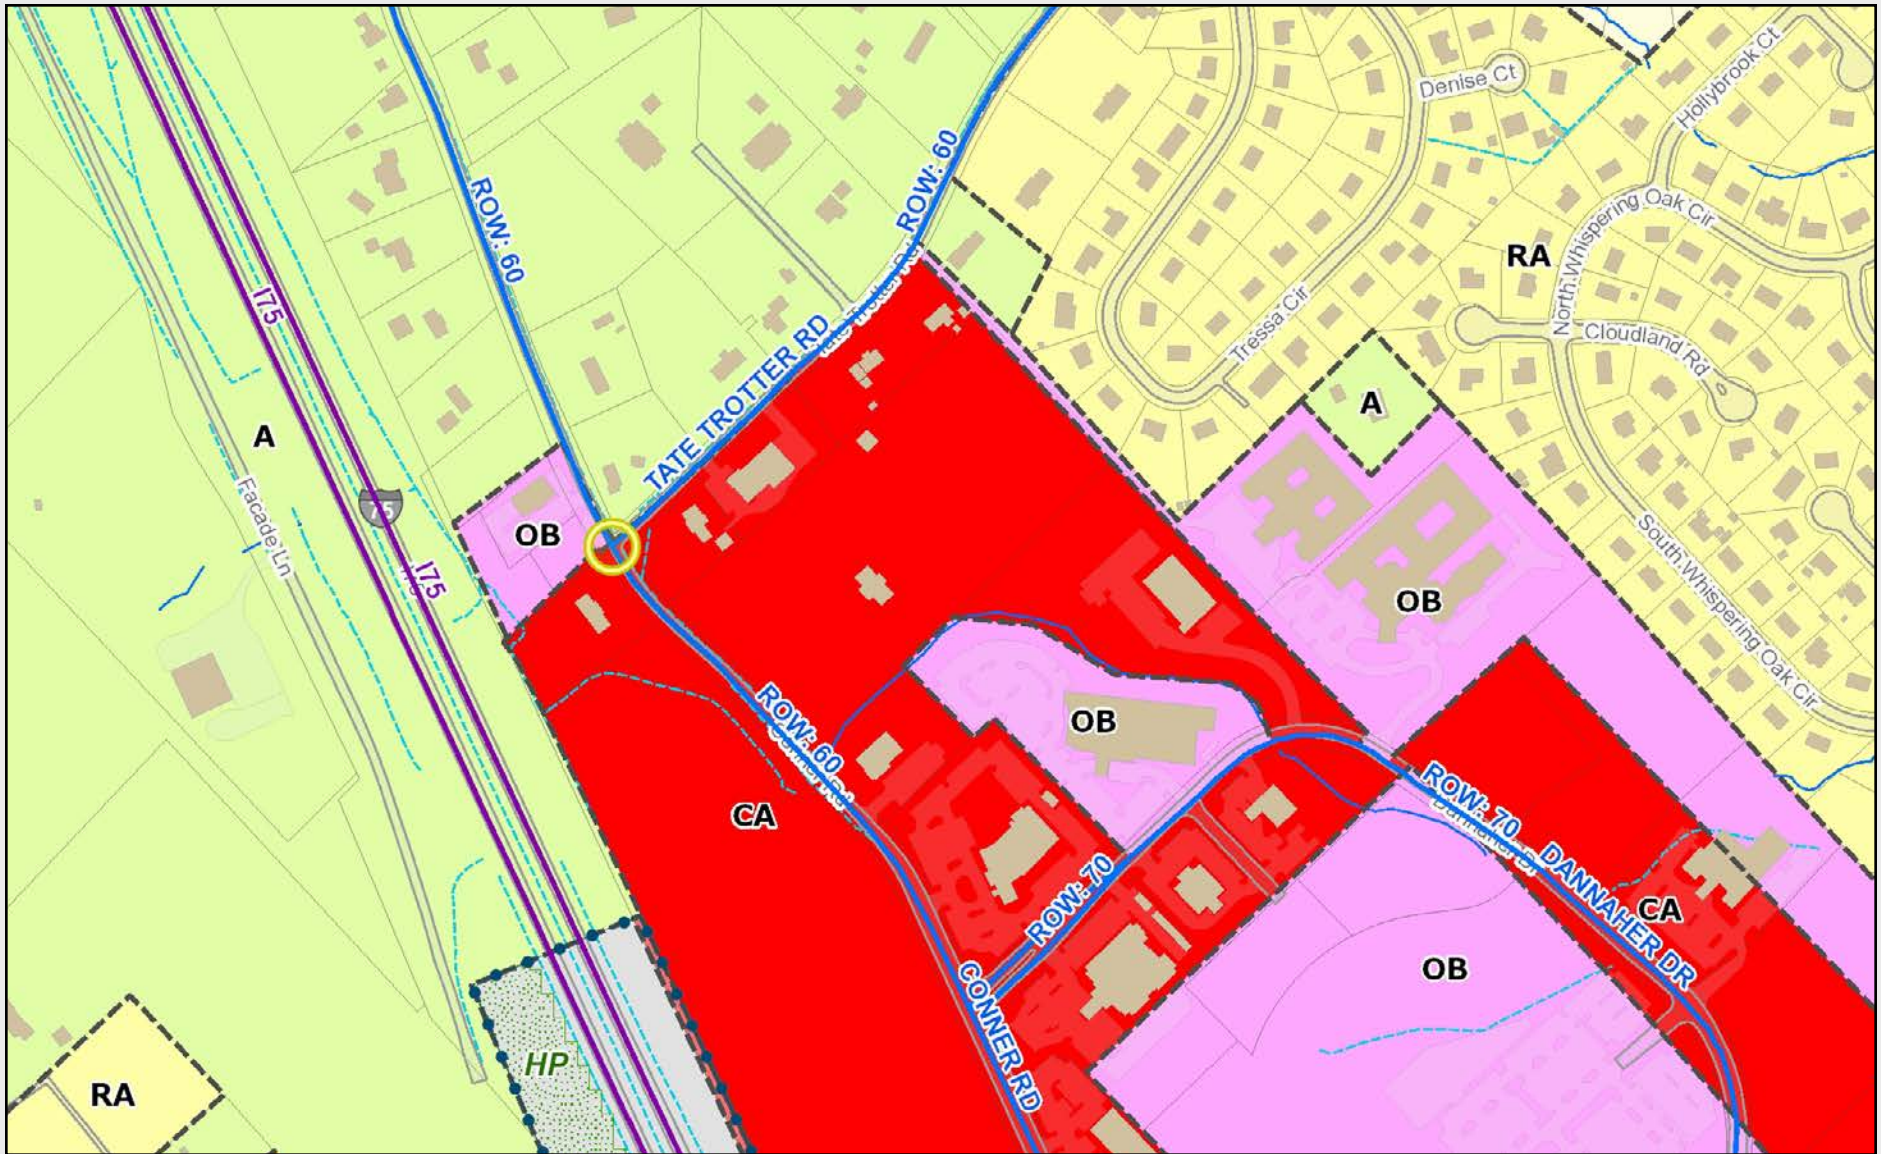 Denise Ct
Hollybrook Ct
ROW: 60
ROW: 60
North Whispering Oak Cir
RA
Tate Trotter Rd
I75
Tressa Cir
Cloudland Rd
TATE TROTTER RD
A
A
75
Facade Ln
OB
I75
OB
South Whispering Oak Cir
OB
ROW: 60
Conner Rd
CA
ROW: 70
Dannaher Dr
DANNAHER DR
ROW: 70
CA
OB
CONNER RD
HP
RA